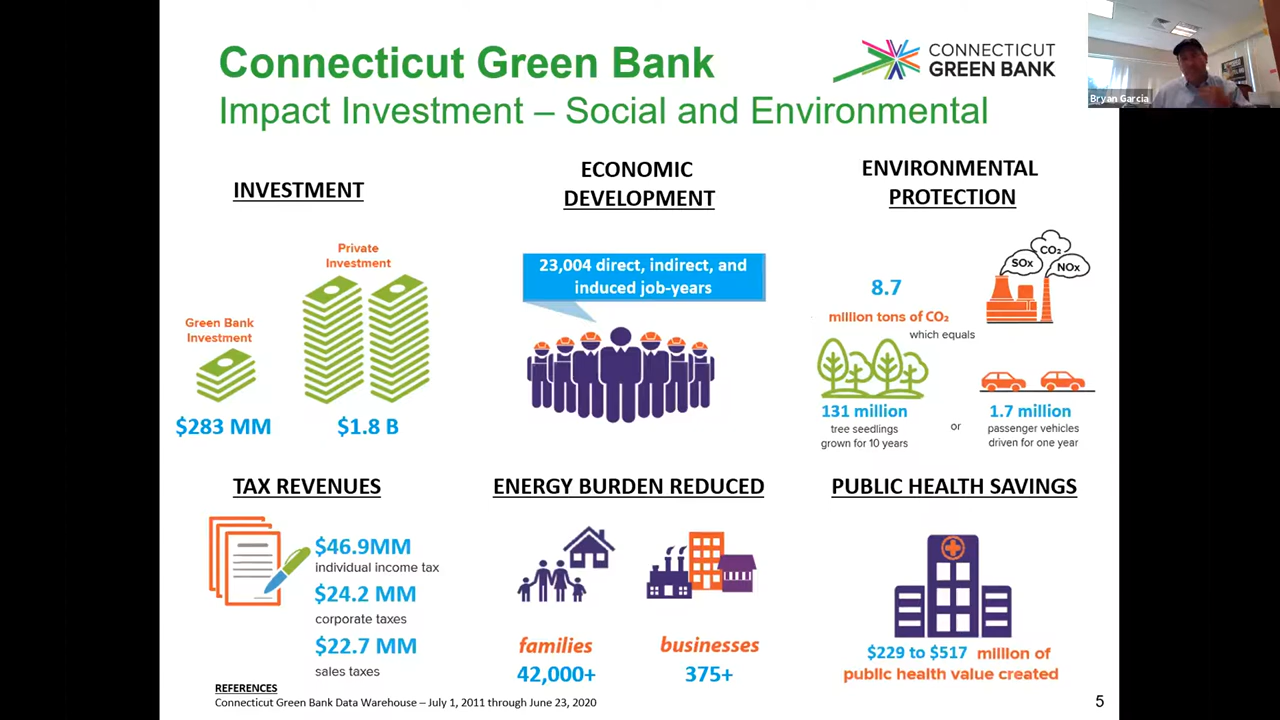 Connecticut Green Bank
Impact Investment – Social and Environmental
CONNECTICUT
GREEN BANK
Bryan Garcia
INVESTMENT
Private
Investment
Green Bank
Investment
$283 MM
$1.8 B
ECONOMIC
DEVELOPMENT
23,004 direct, indirect, and
induced job-years
ENVIRONMENTAL
PROTECTION
SOx
CO₂
NOx
8.7
million tons of CO₂
which equals
131 million
tree seedlings
grown for 10 years
or
1.7 million
passenger vehicles
driven for one year
TAX REVENUES
$46.9MM
individual income tax
$24.2 MM
corporate taxes
$22.7 MM
sales taxes
ENERGY BURDEN REDUCED
families
42,000+
businesses
375+
PUBLIC HEALTH SAVINGS
$229 to $517 million of
public health value created
REFERENCES
Connecticut Green Bank Data Warehouse – July 1, 2011 through June 23, 2020
5